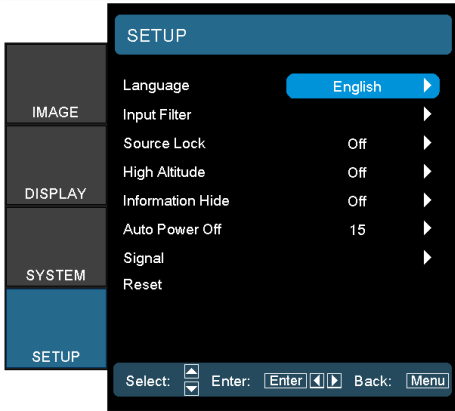 SETUP
IMAGE
DISPLAY
SYSTEM
SETUP
Language English
Input Filter
Source Lock Off
High Altitude Off
Information Hide Off
Auto Power Off 15
Signal
Reset
Select: Enter: Enter Back: Menu